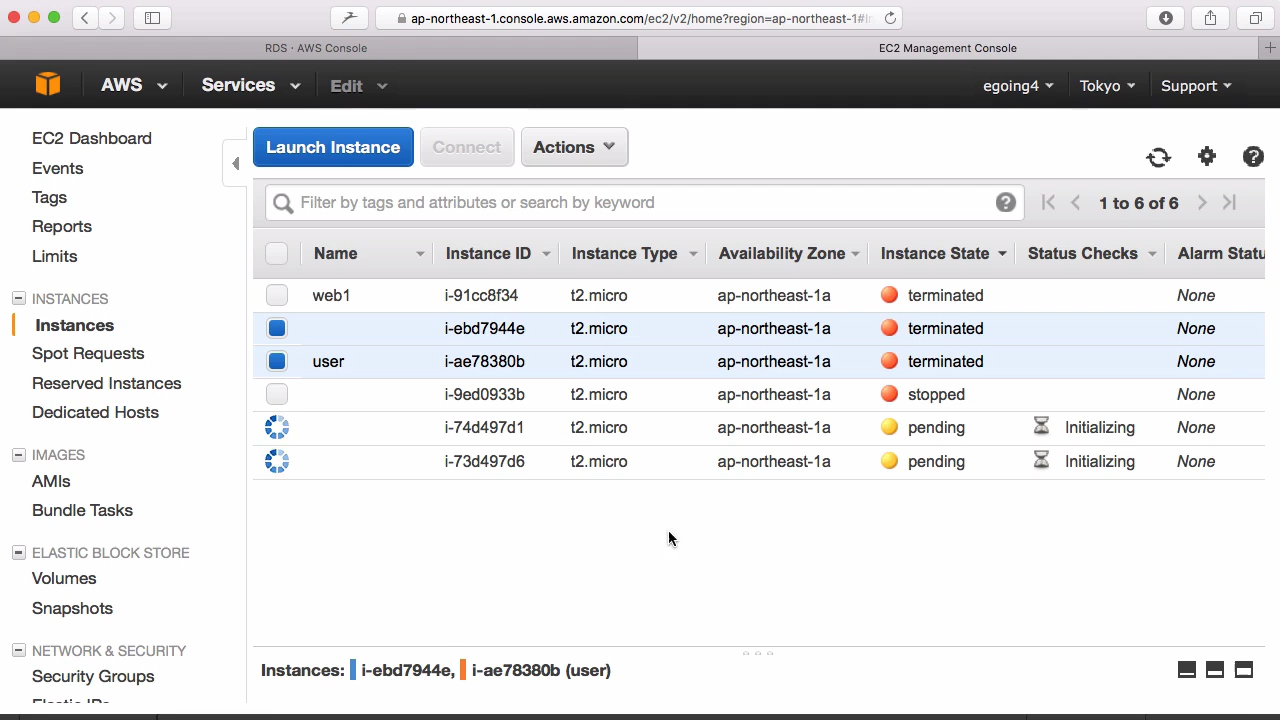 ap-northeast-1.console.aws.amazon.com/ec2/v2/home?region=ap-northeast-1#
RDS · AWS Console
EC2 Management Console
AWS Services Edit egoing4 Tokyo Support
EC2 Dashboard
Events
Tags
Reports
Limits
INSTANCES
Instances
Spot Requests
Reserved Instances
Dedicated Hosts
IMAGES
AMIs
Bundle Tasks
ELASTIC BLOCK STORE
Volumes
Snapshots
NETWORK & SECURITY
Security Groups
Elastic IPs
Launch Instance Connect Actions
Filter by tags and attributes or search by keyword
1 to 6 of 6
Name Instance ID Instance Type Availability Zone Instance State Status Checks Alarm Statu
web1 i-91cc8f34 t2.micro ap-northeast-1a terminated None
i-ebd7944e t2.micro ap-northeast-1a terminated None
user i-ae78380b t2.micro ap-northeast-1a terminated None
i-9ed0933b t2.micro ap-northeast-1a stopped None
i-74d497d1 t2.micro ap-northeast-1a pending Initializing None
i-73d497d6 t2.micro ap-northeast-1a pending Initializing None
Instances: i-ebd7944e, i-ae78380b (user)